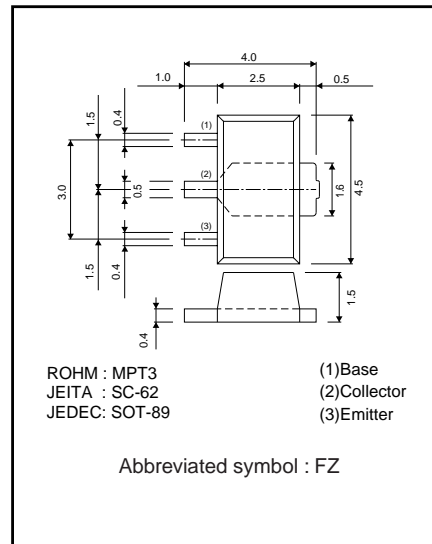 4.0
1.0 2.5 0.5
1.5
0.4
(1)
(2)
(3)
3.0
0.5
1.6
4.5
1.5
0.4
1.5
0.4
ROHM : MPT3
JEITA : SC-62
JEDEC: SOT-89
(1)Base
(2)Collector
(3)Emitter
Abbreviated symbol : FZ